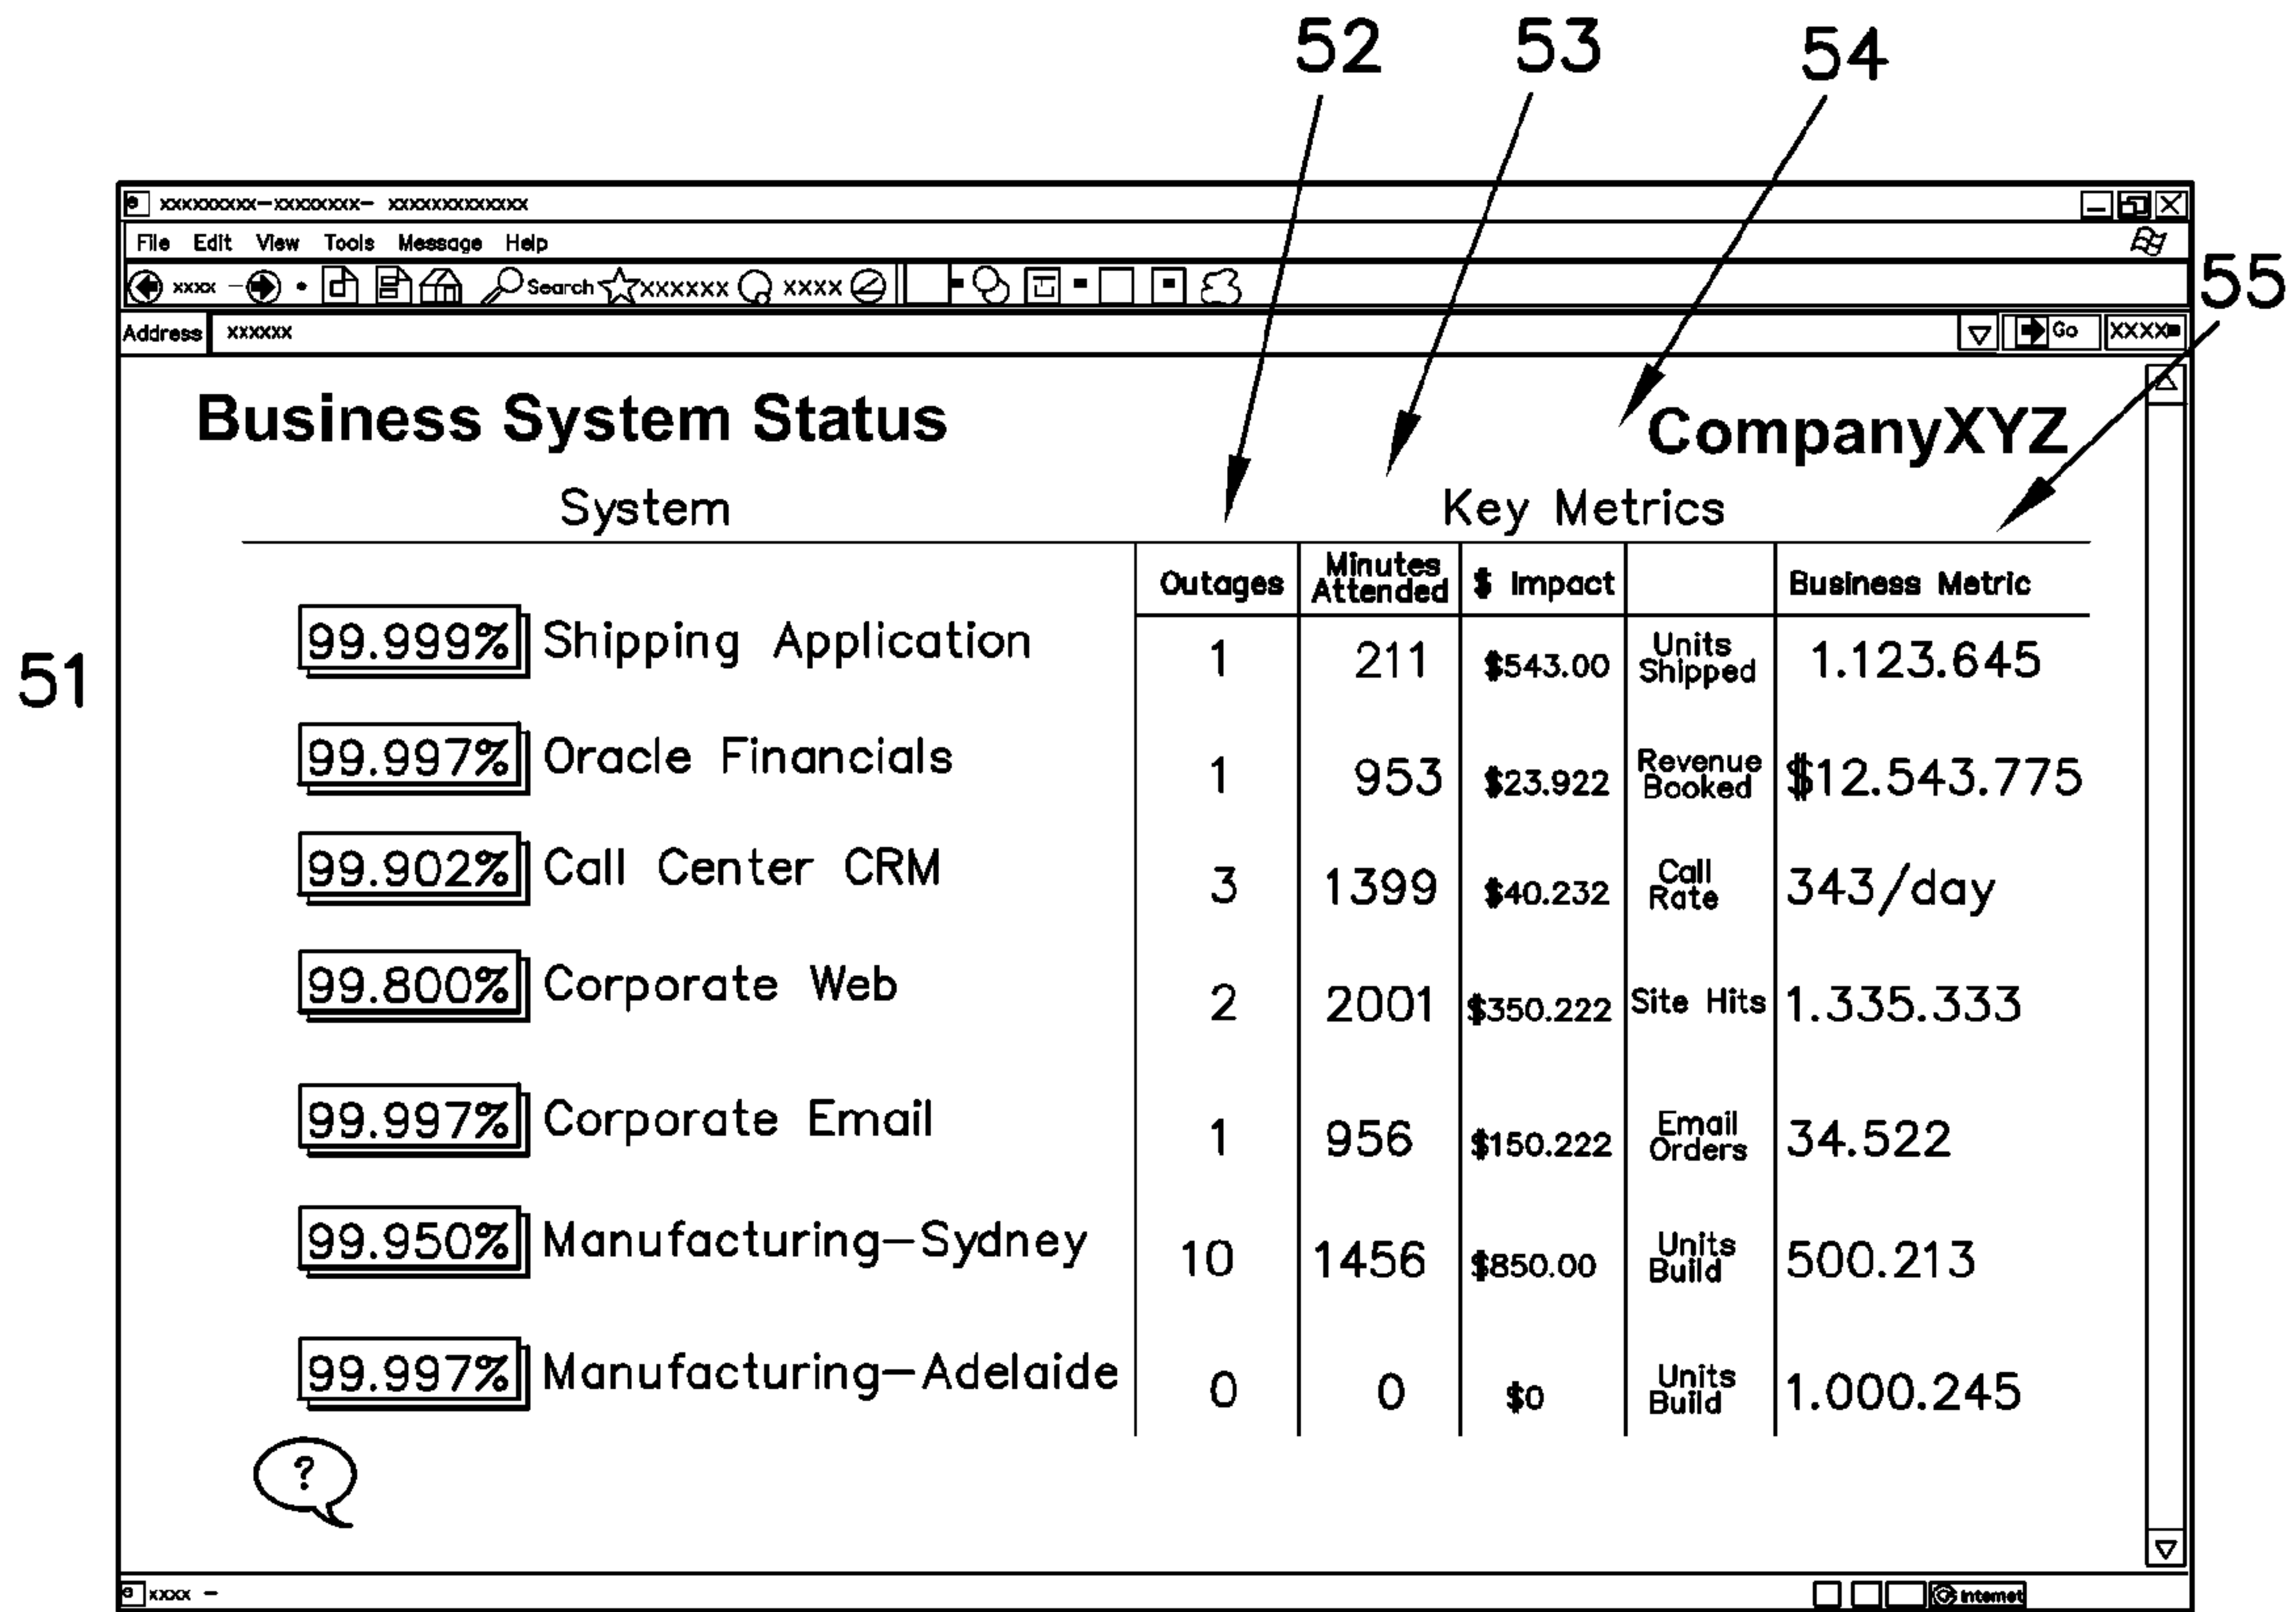 52 53 54
xxxxxxxxx-xxxxxxxx- xxxxxxxxxxxxx
File Edit View Tools Message Help
55
xxxx Search xxxxxx xxxx
Address xxxxxx Go XXXX
Business System Status CompanyXYZ
System Key Metrics
Outages Minutes Attended $ Impact Business Metric
51
99.999% Shipping Application 1 211 $543.00 Units Shipped 1.123.645
99.997% Oracle Financials 1 953 $23.922 Revenue Booked $12.543.775
99.902% Call Center CRM 3 1399 $40.232 Call Rate 343/day
99.800% Corporate Web 2 2001 $350.222 Site Hits 1.335.333
99.997% Corporate Email 1 956 $150.222 Email Orders 34.522
99.950% Manufacturing-Sydney 10 1456 $850.00 Units Build 500.213
99.997% Manufacturing-Adelaide 0 0 $0 Units Build 1.000.245
?
xxxx - Internet